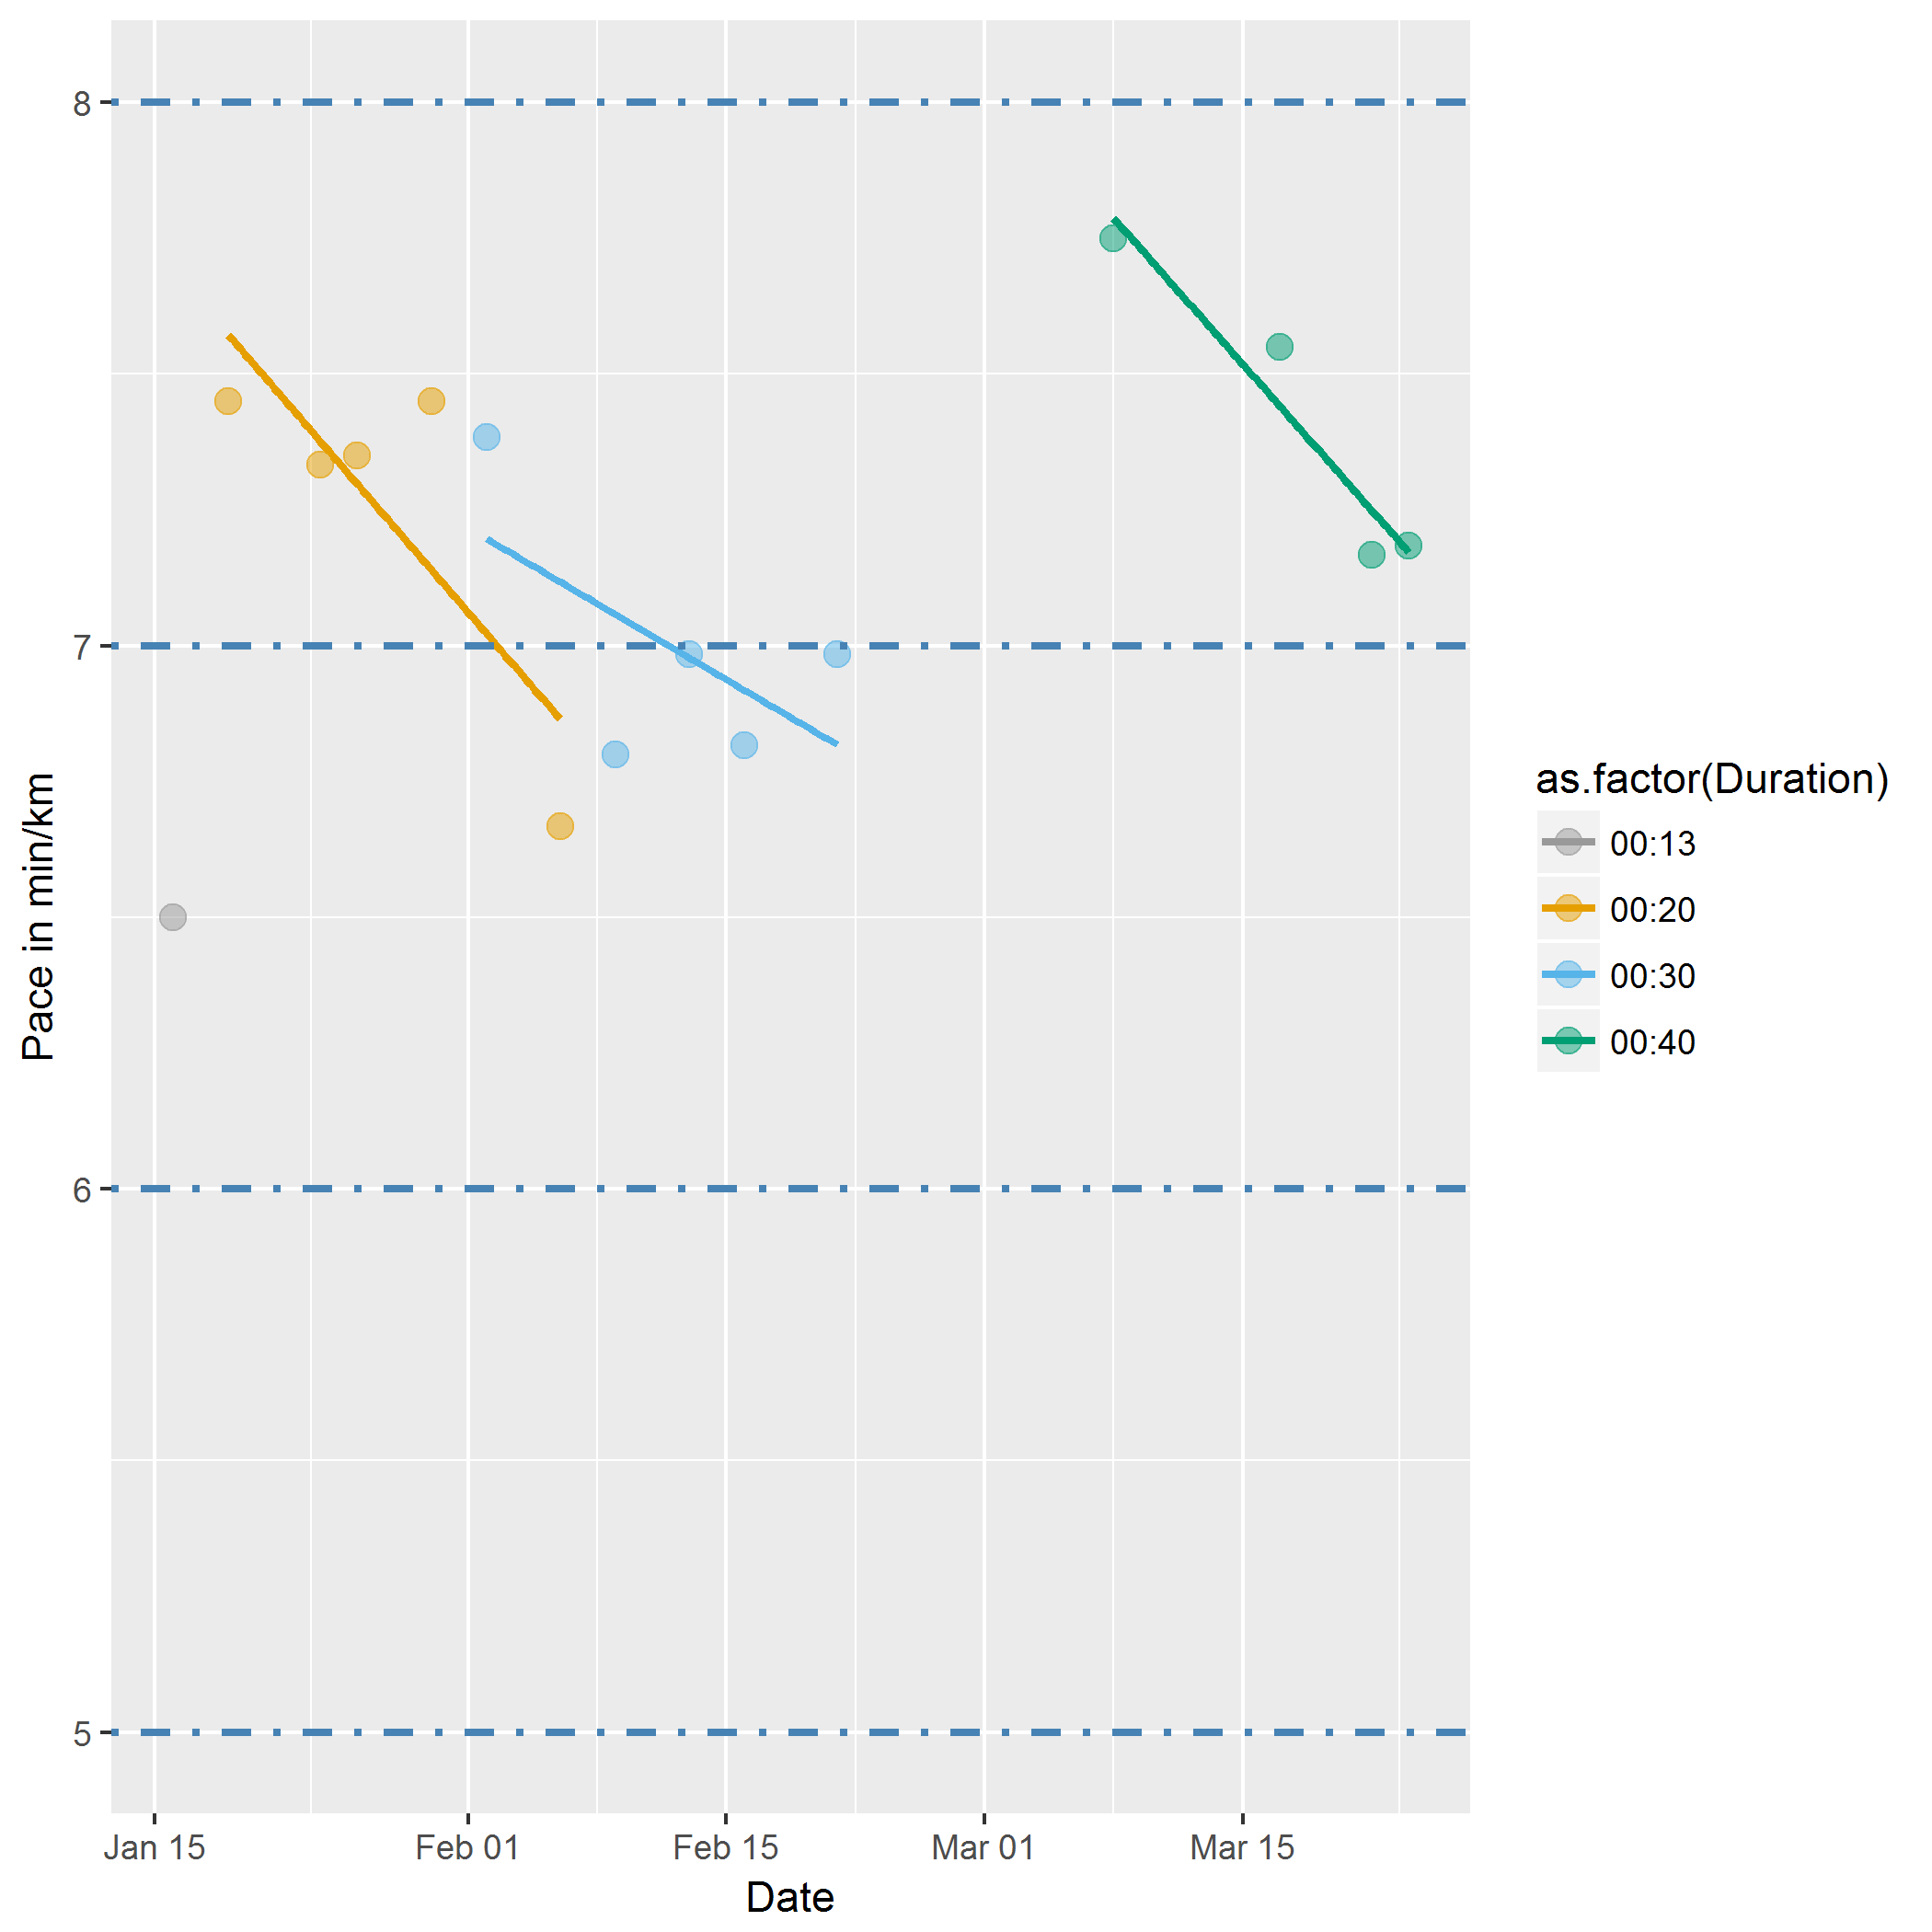 8
7
6
5
Pace in min/km
Jan 15
Feb 01
Feb 15
Mar 01
Mar 15
Date
as.factor(Duration)
00:13
00:20
00:30
00:40